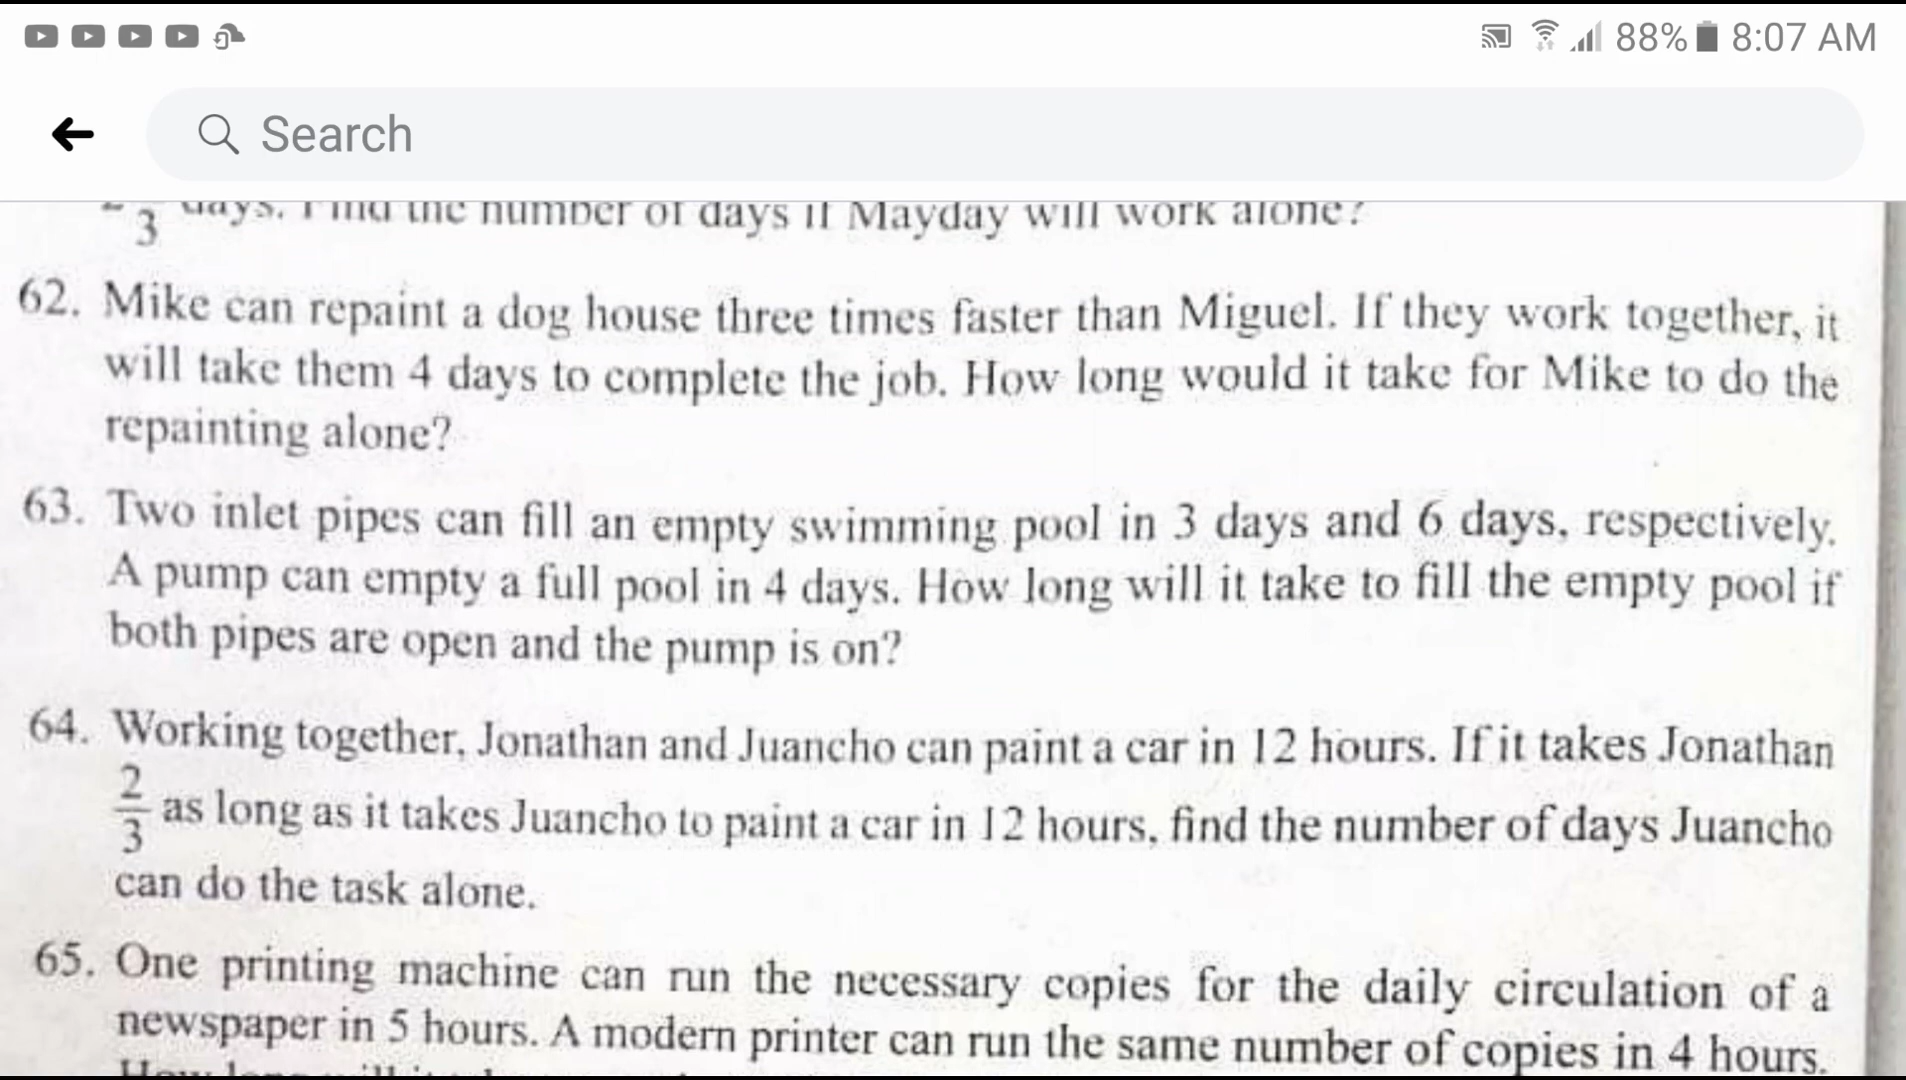 88% 8:07 AM
Search
3 days. Find the number of days if Mayday will work alone?
62. Mike can repaint a dog house three times faster than Miguel. If they work together, it
will take them 4 days to complete the job. How long would it take for Mike to do the
repainting alone?
63. Two inlet pipes can fill an empty swimming pool in 3 days and 6 days, respectively.
A pump can empty a full pool in 4 days. How long will it take to fill the empty pool if
both pipes are open and the pump is on?
64. Working together, Jonathan and Juancho can paint a car in 12 hours. If it takes Jonathan
2/3 as long as it takes Juancho to paint a car in 12 hours, find the number of days Juancho
can do the task alone.
65. One printing machine can run the necessary copies for the daily circulation of a
newspaper in 5 hours. A modern printer can run the same number of copies in 4 hours.
How long will it